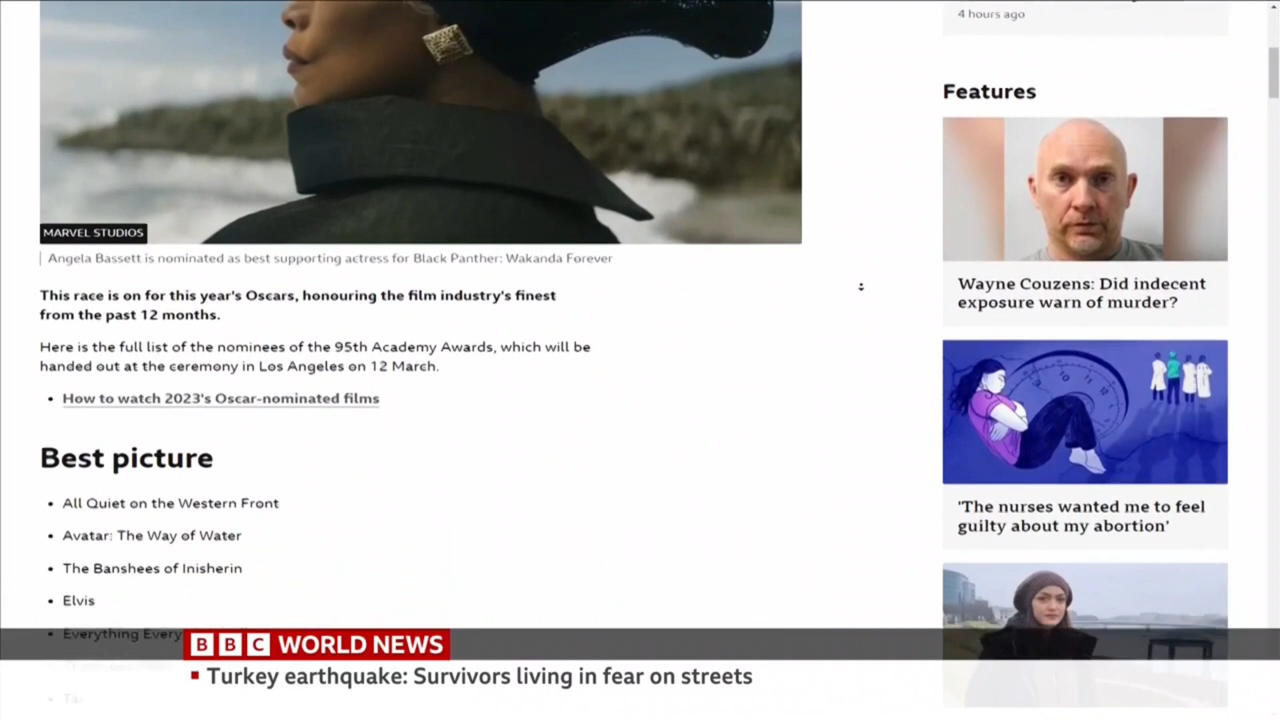 4 hours ago
Features
MARVEL STUDIOS
Angela Bassett is nominated as best supporting actress for Black Panther: Wakanda Forever
This race is on for this year's Oscars, honouring the film industry's finest
from the past 12 months.
Here is the full list of the nominees of the 95th Academy Awards, which will be
handed out at the ceremony in Los Angeles on 12 March.
• How to watch 2023's Oscar-nominated films
Best picture
• All Quiet on the Western Front
• Avatar: The Way of Water
• The Banshees of Inisherin
• Elvis
• Everything Every
Wayne Couzens: Did indecent
exposure warn of murder?
'The nurses wanted me to feel
guilty about my abortion'
BBC WORLD NEWS
Turkey earthquake: Survivors living in fear on streets